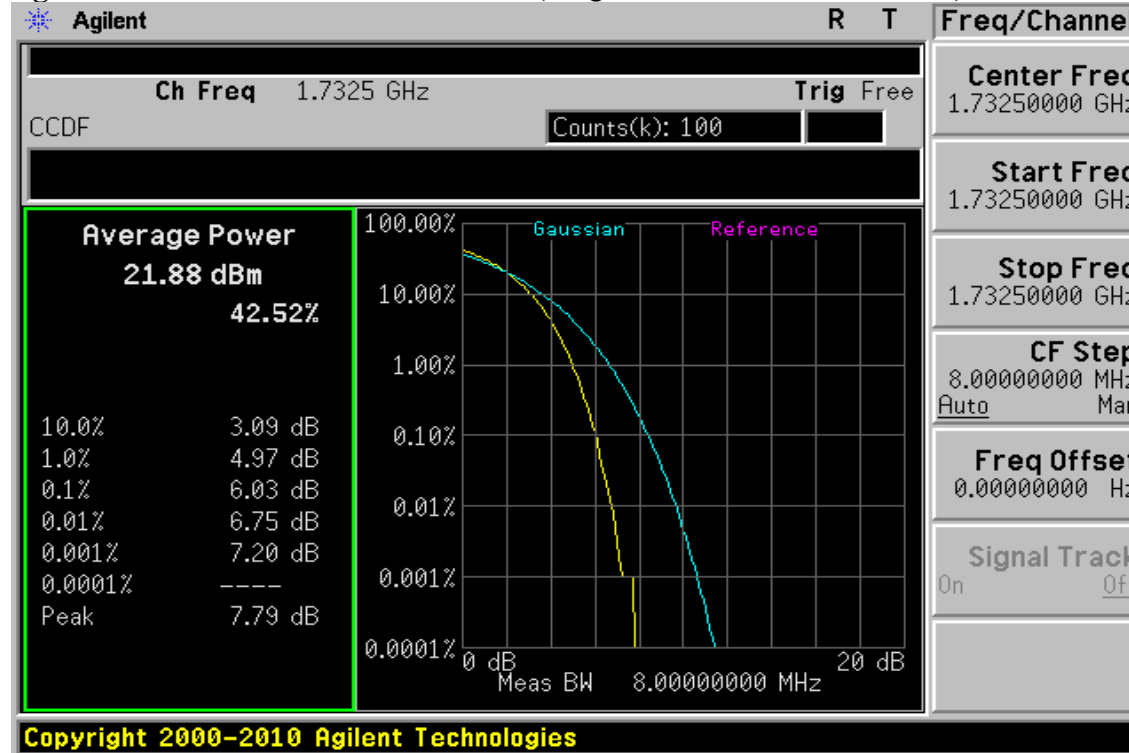 Agilent R T
Ch Freq 1.7325 GHz Trig Free
CCDF Counts(k): 100
Average Power
21.88 dBm
42.52%
10.0% 3.09 dB
1.0% 4.97 dB
0.1% 6.03 dB
0.01% 6.75 dB
0.001% 7.20 dB
0.0001% ----
Peak 7.79 dB
Gaussian Reference
100.00%
10.00%
1.00%
0.10%
0.01%
0.001%
0.0001%
0 dB 20 dB
Meas BW 8.00000000 MHz
Freq/Channe
Center Freq
1.73250000 GHz
Start Freq
1.73250000 GHz
Stop Freq
1.73250000 GHz
CF Step
8.00000000 MHz
Auto Man
Freq Offset
0.00000000 Hz
Signal Track
On Of
Copyright 2000-2010 Agilent Technologies